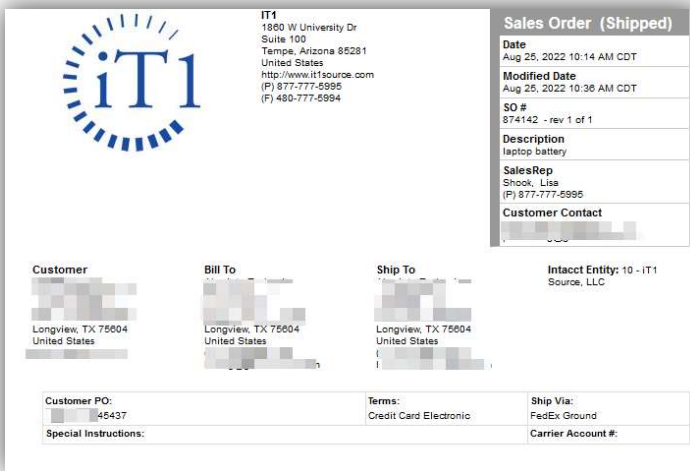 iT1
IT1
1860 W University Dr
Suite 100
Tempe, Arizona 85281
United States
http://www.it1source.com
(P) 877-777-5995
(F) 480-777-5994
Sales Order (Shipped)
Date
Aug 25, 2022 10:14 AM CDT
Modified Date
Aug 25, 2022 10:36 AM CDT
SO #
874142 - rev 1 of 1
Description
laptop battery
SalesRep
Shook, Lisa
(P) 877-777-5995
Customer Contact
Customer
Longview, TX 75604
United States
Bill To
Longview, TX 75604
United States
Ship To
Longview, TX 75604
United States
Intacct Entity: 10 - iT1
Source, LLC
Customer PO:
45437
Terms:
Credit Card Electronic
Ship Via:
FedEx Ground
Special Instructions:
Carrier Account #: